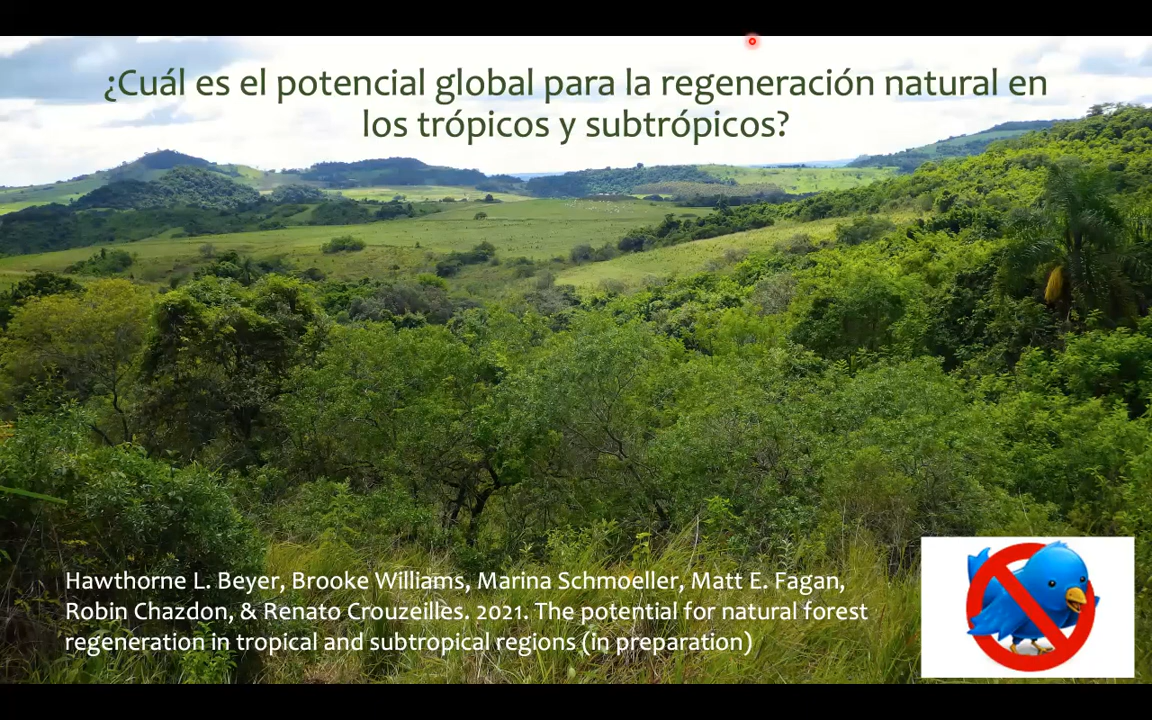 ¿Cuál es el potencial global para la regeneración natural en
los trópicos y subtrópicos?
Hawthorne L. Beyer, Brooke Williams, Marina Schmoeller, Matt E. Fagan,
Robin Chazdon, & Renato Crouzeilles. 2021. The potential for natural forest
regeneration in tropical and subtropical regions (in preparation)